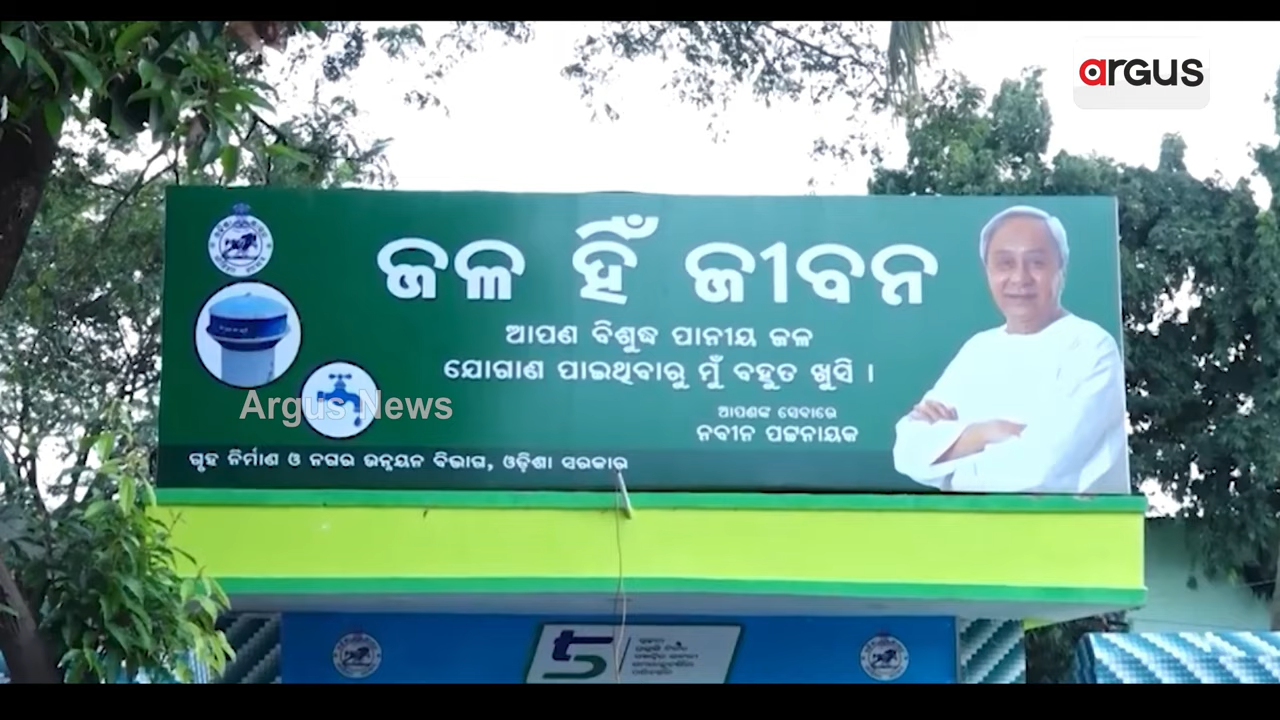 argus
ଜଳ ହିଁ ଜୀବନ
ଆପଣ ବିଶୁଦ୍ଧ ପାନୀୟ ଜଳ
ଯୋଗାଣ ପାଇଥିବାରୁ ମୁଁ ବହୁତ ଖୁସି ।
Argus News
ଆପଣଙ୍କ ସେବାରେ
ନବୀନ ପଟ୍ଟନାୟକ
ଗୃହ ନିର୍ମାଣ ଓ ନଗର ଉନ୍ନୟନ ବିଭାଗ, ଓଡ଼ିଶା ସରକାର
5